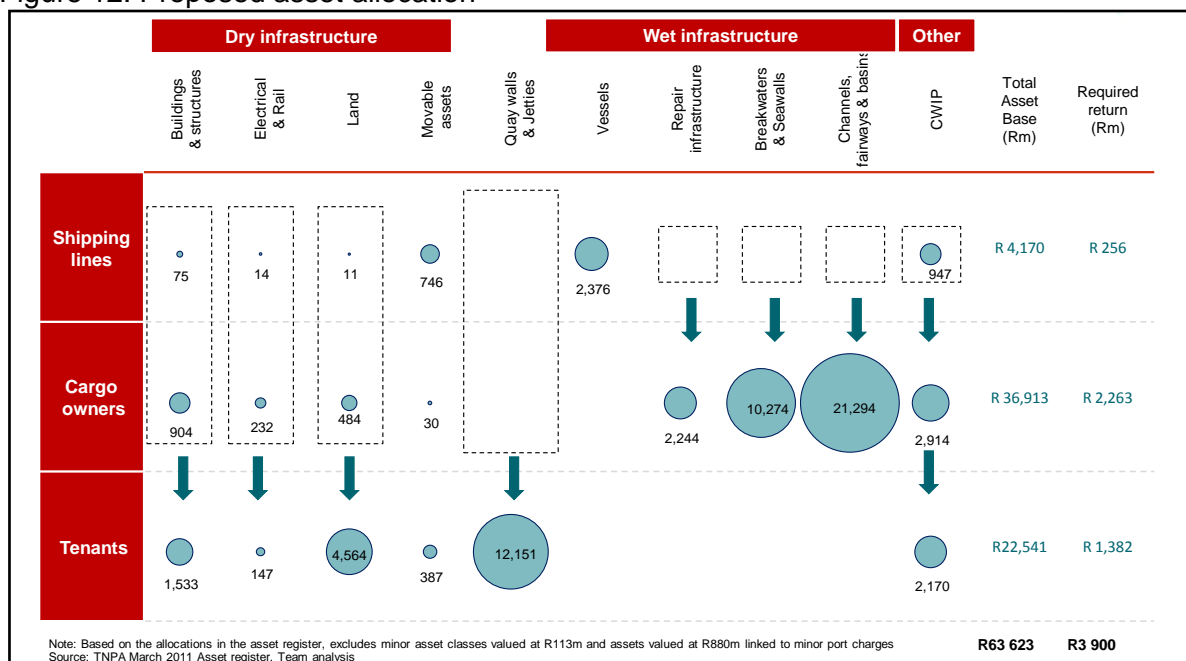 Figure 12: Proposed asset allocation
Dry infrastructure
Wet infrastructure
Other
Buildings
& structures
Electrical
& Rail
Land
Movable
assets
Quay walls
& Jetties
Vessels
Repair
infrastructure
Breakwaters
& Seawalls
Channels,
fairways & basins
CWIP
Total
Asset
Base
(Rm)
Required
return
(Rm)
Shipping
lines
75
14
11
746
2,376
947
R 4,170
R 256
Cargo
owners
904
232
484
30
2,244
10,274
21,294
2,914
R 36,913
R 2,263
Tenants
1,533
147
4,564
387
12,151
2,170
R22,541
R 1,382
Note: Based on the allocations in the asset register, excludes minor asset classes valued at R113m and assets valued at R880m linked to minor port charges
Source: TNPA March 2011 Asset register, Team analysis
R63 623
R3 900